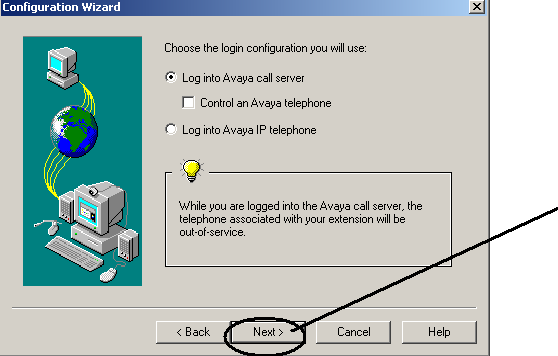 Configuration Wizard
Choose the login configuration you will use:
Log into Avaya call server
Control an Avaya telephone
Log into Avaya IP telephone
While you are logged into the Avaya call server, the
telephone associated with your extension will be
out-of-service.
< Back
Next >
Cancel
Help